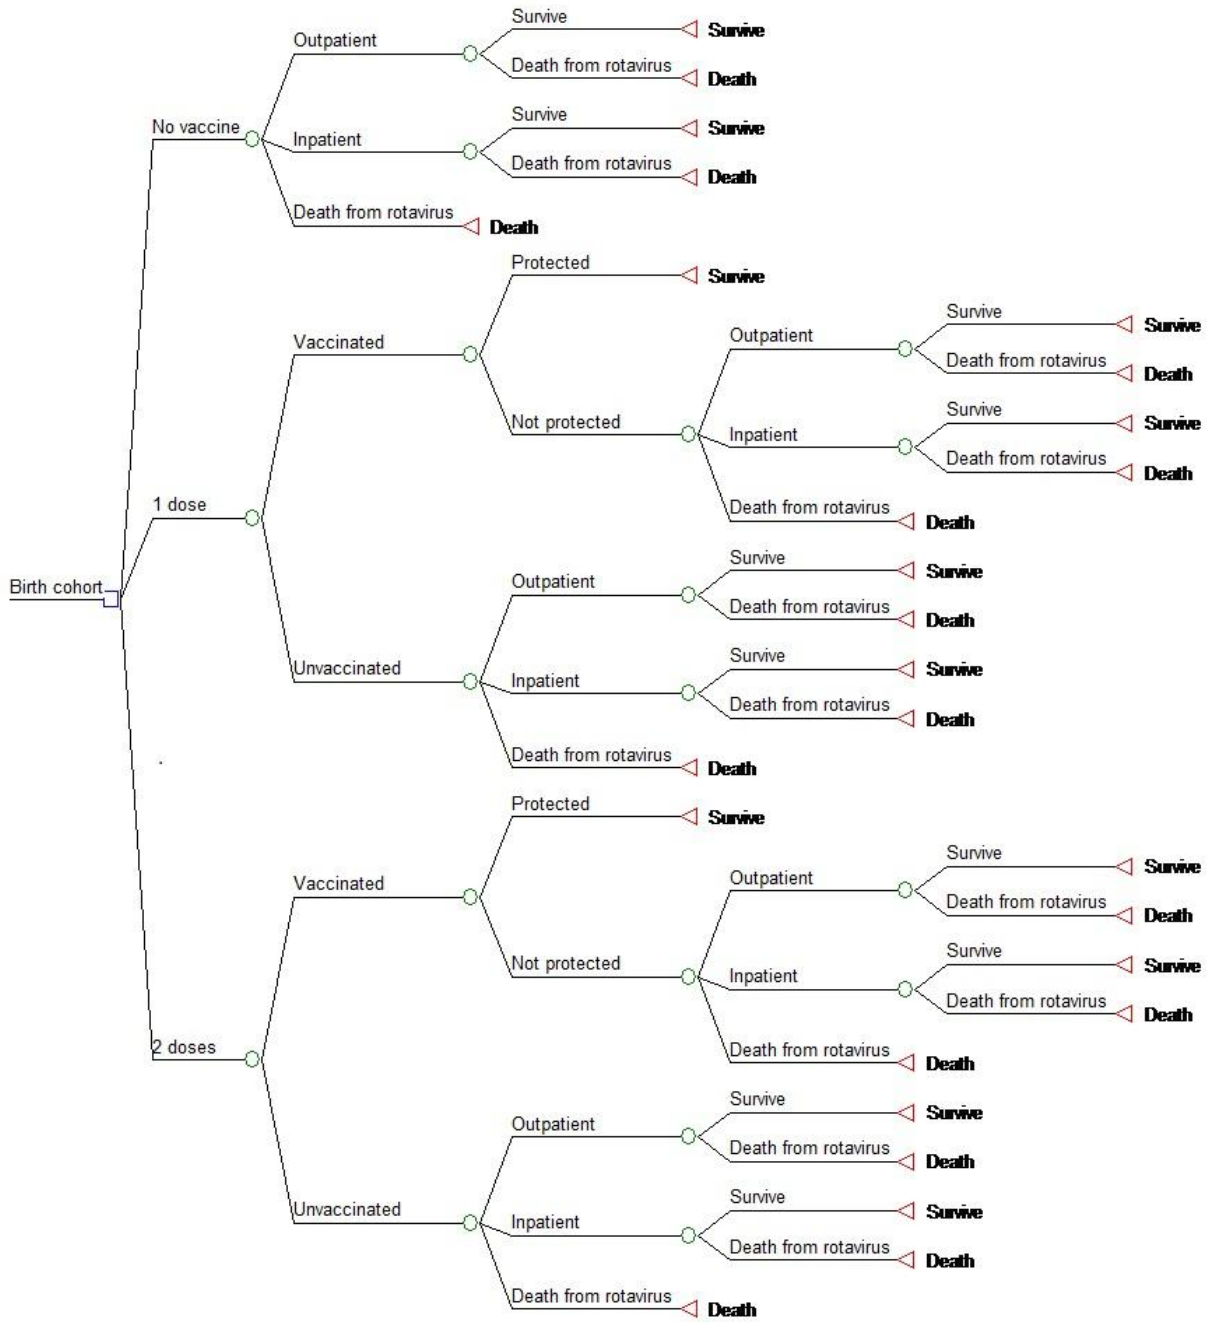 Survive
Outpatient
Survive
Death from rotavirus
Death
Survive
No vaccine
Survive
Inpatient
Death from rotavirus
Death
Death from rotavirus
Death
Protected
Survive
Survive
Survive
Outpatient
Vaccinated
Death from rotavirus
Death
Survive
Survive
Not protected
Inpatient
Death from rotavirus
Death
1 dose
Death from rotavirus
Death
Survive
Survive
Outpatient
Birth cohort
Death from rotavirus
Death
Survive
Survive
Unvaccinated
Inpatient
Death from rotavirus
Death
Death from rotavirus
Death
Protected
Survive
Survive
Survive
Outpatient
Vaccinated
Death from rotavirus
Death
Survive
Survive
Not protected
Inpatient
Death from rotavirus
Death
2 doses
Death from rotavirus
Death
Survive
Survive
Outpatient
Death from rotavirus
Death
Survive
Survive
Unvaccinated
Inpatient
Death from rotavirus
Death
Death from rotavirus
Death